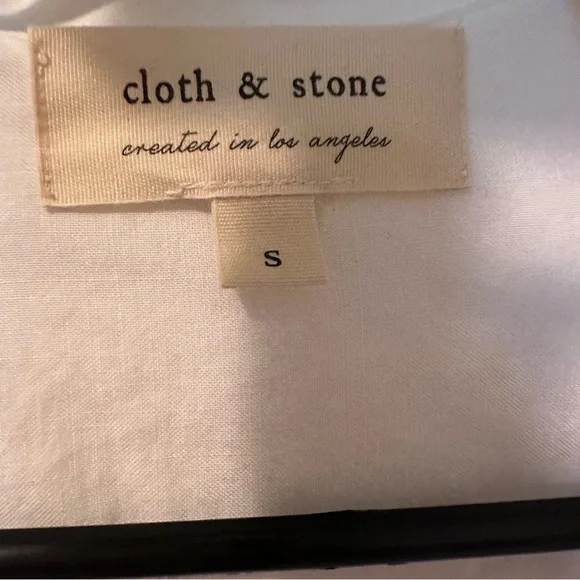 cloth & stone
created in los angeles
S